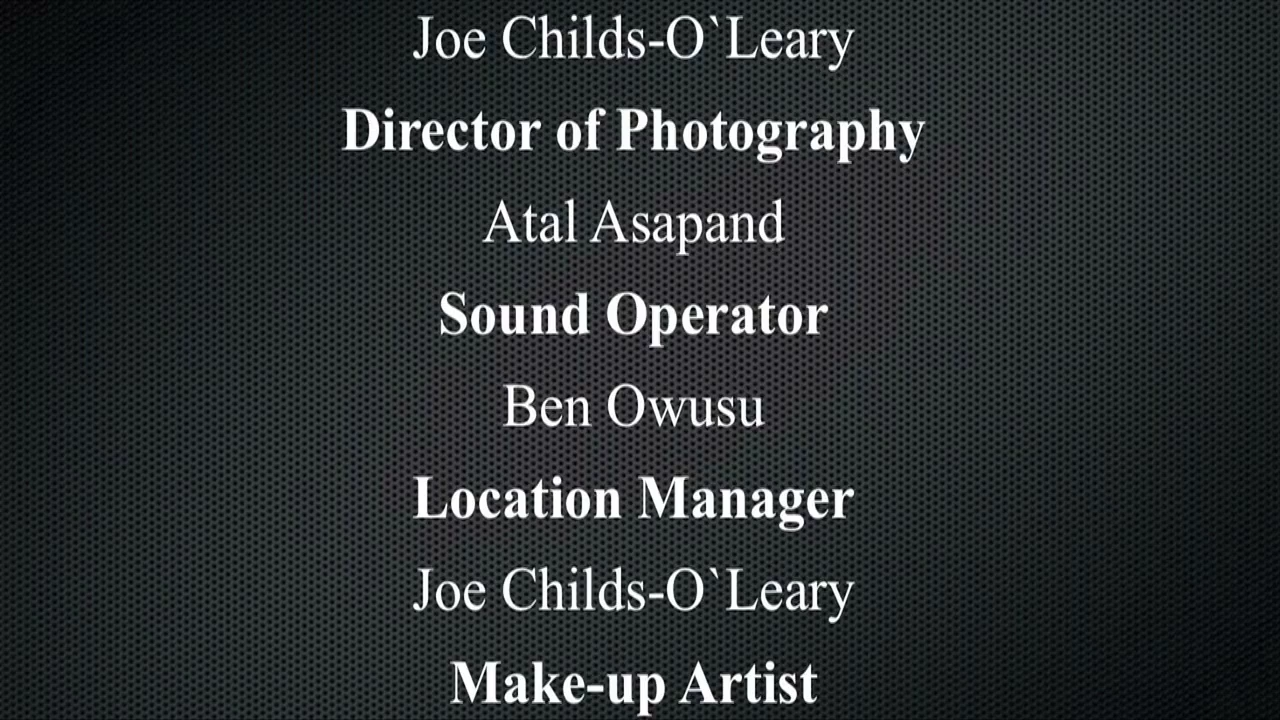 Joe Childs-O`Leary
Director of Photography
Atal Asapand
Sound Operator
Ben Owusu
Location Manager
Joe Childs-O`Leary
Make-up Artist